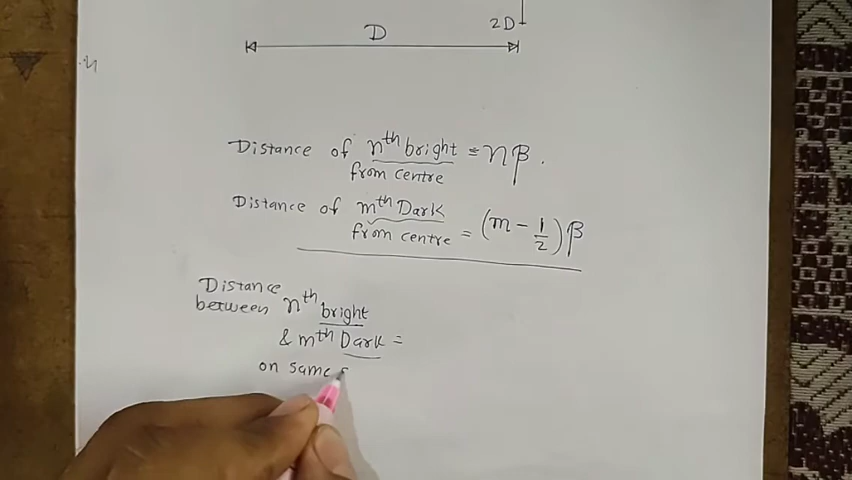 2D
D
Distance of nth bright = nβ.
from centre
Distance of mth Dark
from centre = (m - 1/2)β
Distance
between nth bright
& mth Dark =
on same